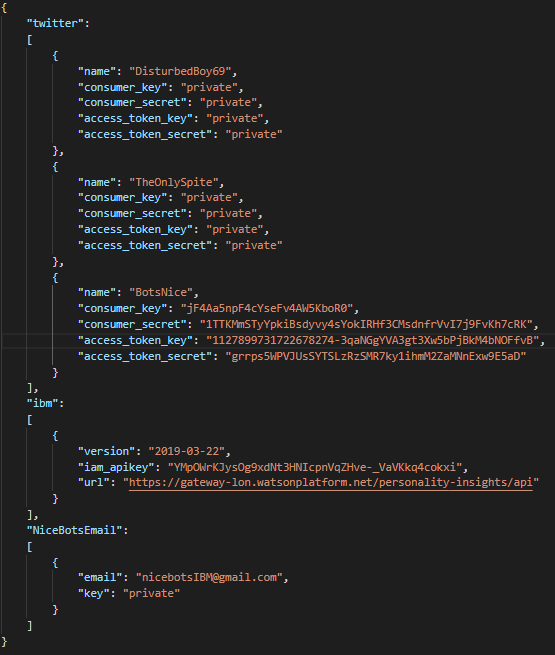 {
"twitter":
[
{
"name": "DisturbedBoy69",
"consumer_key": "private",
"consumer_secret": "private",
"access_token_key": "private",
"access_token_secret": "private"
},
{
"name": "TheOnlySpite",
"consumer_key": "private",
"consumer_secret": "private",
"access_token_key": "private",
"access_token_secret": "private"
},
{
"name": "BotsNice",
"consumer_key": "jF4Aa5npF4cYseFv4AW5KboR0",
"consumer_secret": "1TTKMmSTyYpkiBsdyvy4sYokIRHf3CMsdnfrVvI7j9FvKh7cRK",
"access_token_key": "1127899731722678274-3qaNGgYVA3gt3Xw5bPjBkM4bNOFfvB",
"access_token_secret": "grrps5WPVJUsSYTSLzRzSMR7ky1ihmM2ZaMNnExw9E5aD"
}
],
"ibm":
[
{
"version": "2019-03-22",
"iam_apikey": "YMpOWrKJysOg9xdNt3HNIcpnVqZHve-_VaVKkq4cokxi",
"url": "https://gateway-lon.watsonplatform.net/personality-insights/api"
}
],
"NiceBotsEmail":
[
{
"email": "nicebotsIBM@gmail.com",
"key": "private"
}
]
}